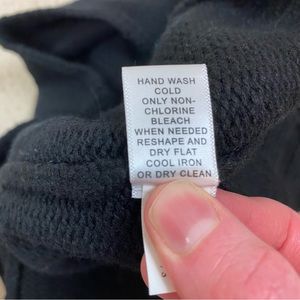 HAND WASH
COLD
ONLY NON-
CHLORINE
BLEACH
WHEN NEEDED
RESHAPE AND
DRY FLAT
COOL IRON
OR DRY CLEAN